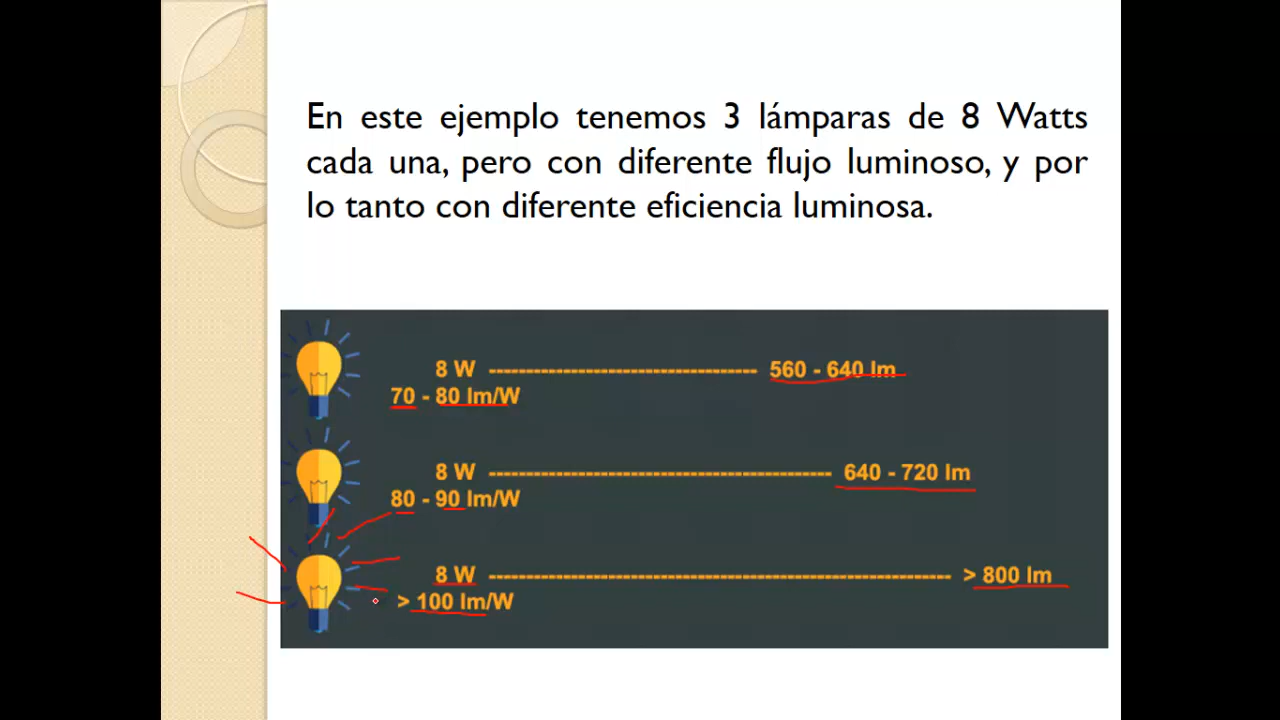 En este ejemplo tenemos 3 lámparas de 8 Watts
cada una, pero con diferente flujo luminoso, y por
lo tanto con diferente eficiencia luminosa.
8 W ------------------------------------ 560 - 640 lm
70 - 80 lm/W
8 W ---------------------------------------------- 640 - 720 lm
80 - 90 lm/W
8 W -------------------------------------------------------------- > 800 lm
> 100 lm/W